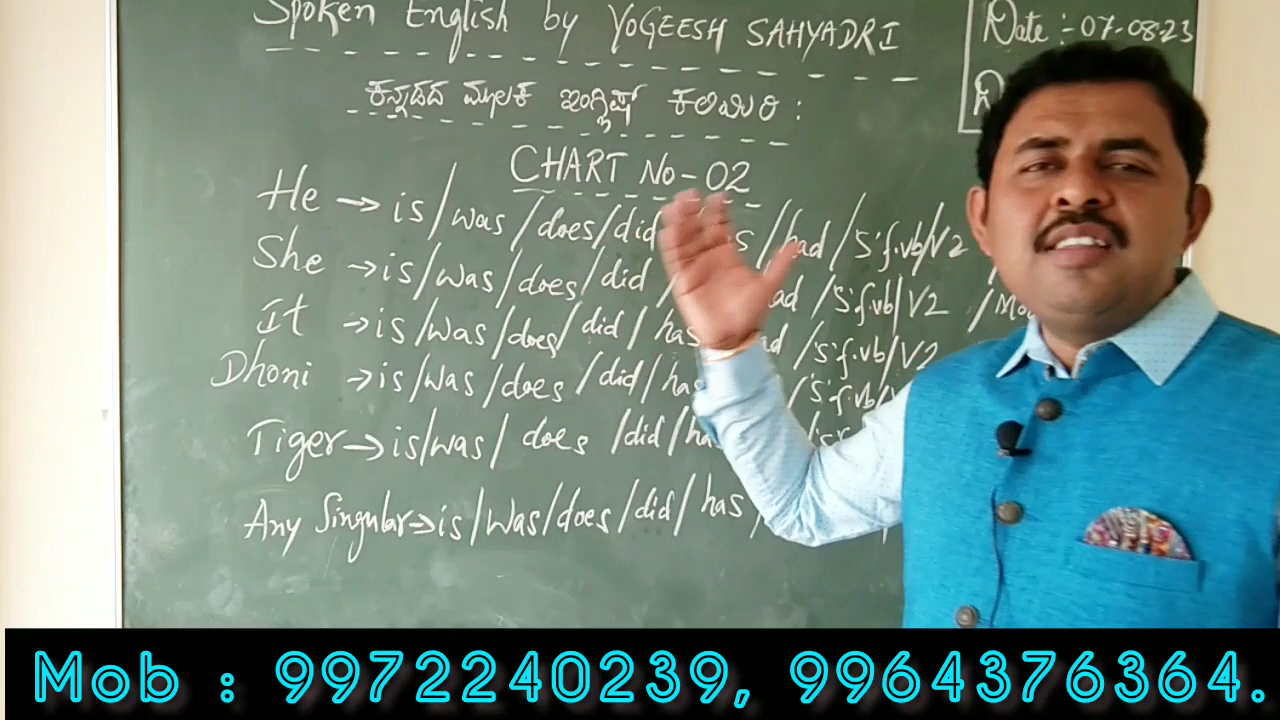 Spoken English by YOGEESH SAHYADRI
Date :- 07-08-23
ಕನ್ನಡದ ಮೂಲಕ ಇಂಗ್ಲಿಷ್ ಕಲಿಯಿರಿ :
CHART No-02
He → is/was/does/did /had/S.f.vb/V2
She → is/was/does/did /S.f.vb/V2 /
It → is/was/does/did/has /S.f.vb/V2
Dhoni → is/was/does/did/has /S.f.vb/
Tiger → is/was/does/did/
Any Singular → is/was/does/did/has /
Mob : 9972240239, 9964376364.